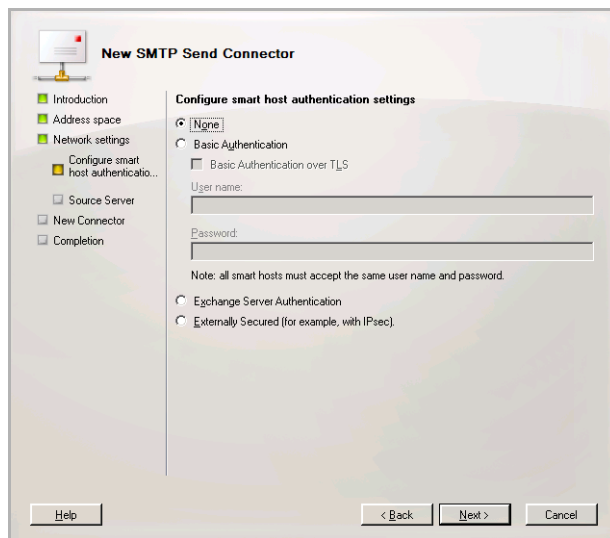 New SMTP Send Connector
Introduction
Address space
Network settings
Configure smart
host authenticatio...
Source Server
New Connector
Completion
Configure smart host authentication settings
None
Basic Authentication
Basic Authentication over TLS
User name:
Password:
Note: all smart hosts must accept the same user name and password.
Exchange Server Authentication
Externally Secured (for example, with IPsec).
Help
< Back
Next >
Cancel